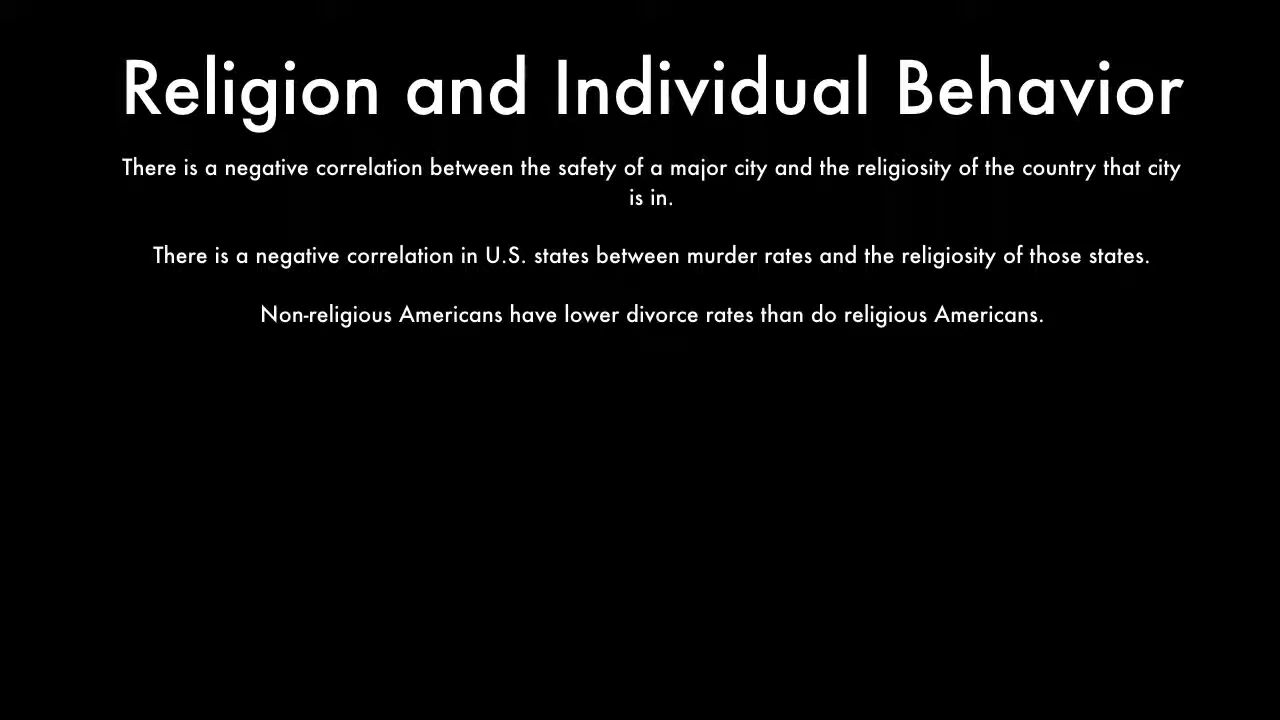 Religion and Individual Behavior
There is a negative correlation between the safety of a major city and the religiosity of the country that city
is in.
There is a negative correlation in U.S. states between murder rates and the religiosity of those states.
Non-religious Americans have lower divorce rates than do religious Americans.